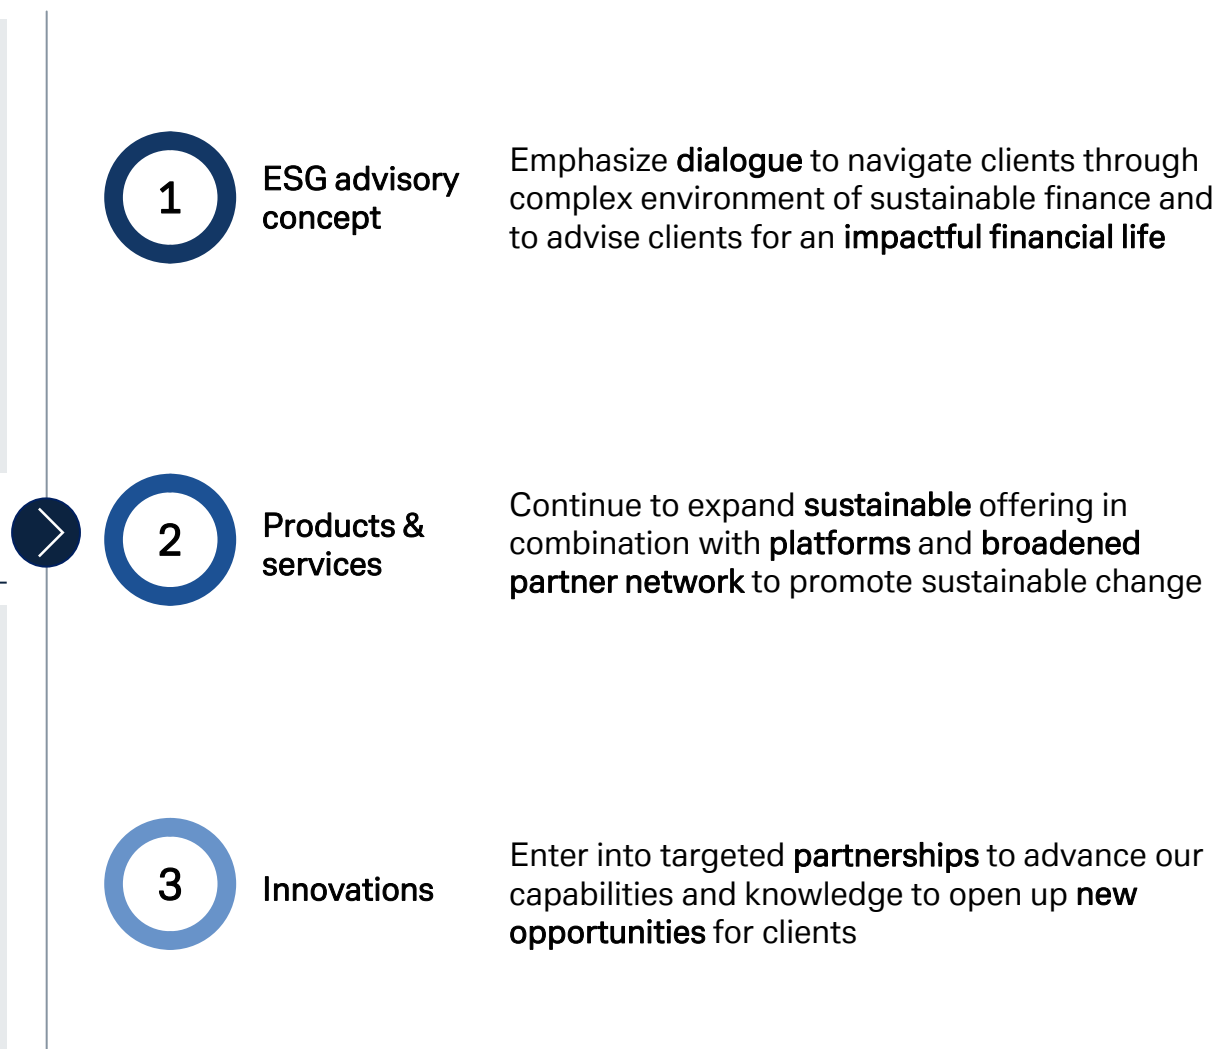 1
ESG advisory
concept
Emphasize dialogue to navigate clients through
complex environment of sustainable finance and
to advise clients for an impactful financial life
2
Products &
services
Continue to expand sustainable offering in
combination with platforms and broadened
partner network to promote sustainable change
3
Innovations
Enter into targeted partnerships to advance our
capabilities and knowledge to open up new
opportunities for clients